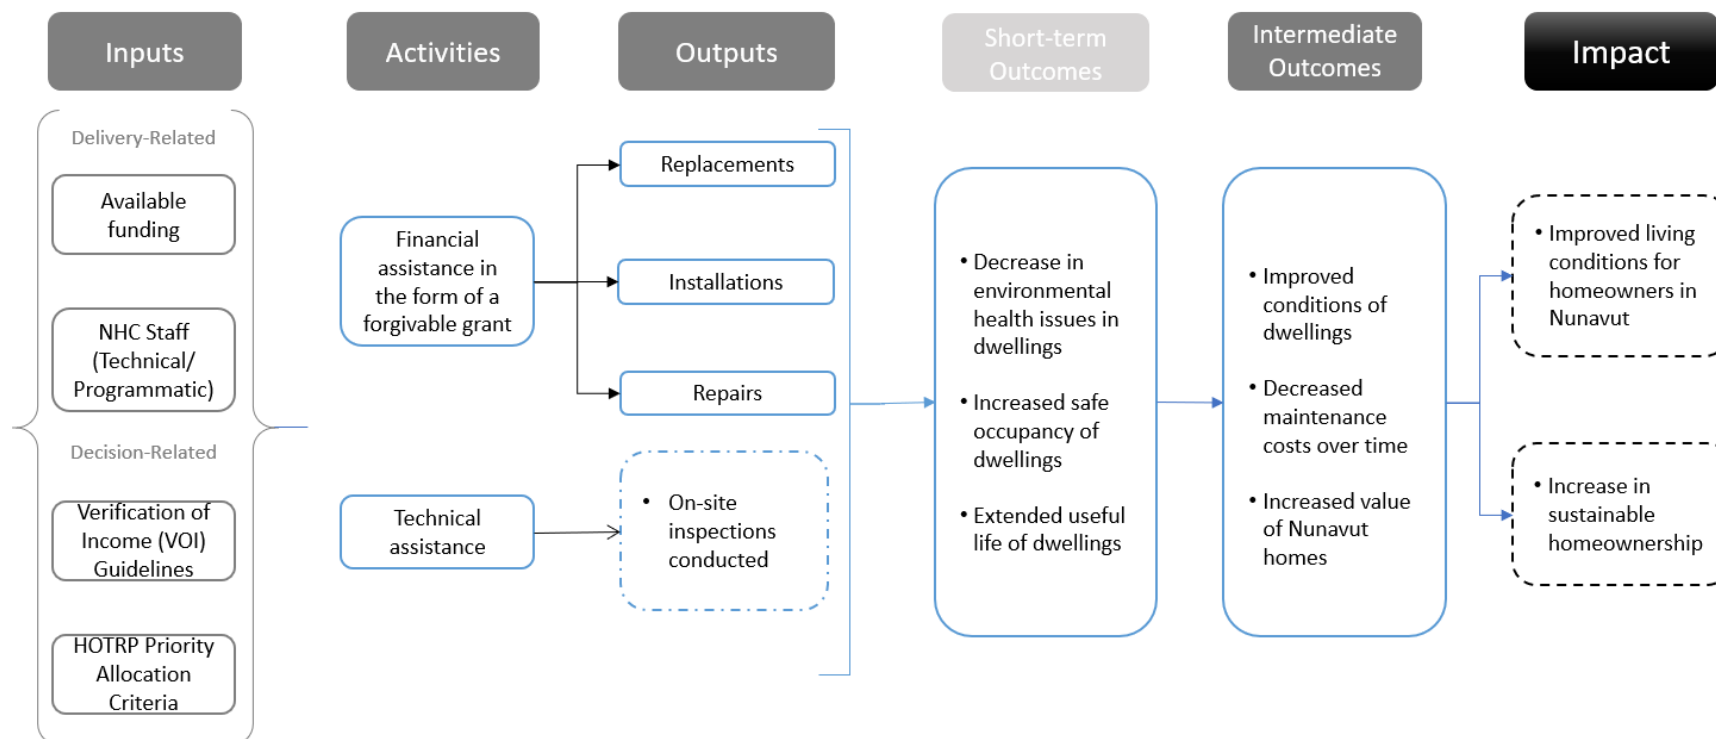 Inputs
Activities
Outputs
Short-term
Outcomes
Intermediate
Outcomes
Impact
Delivery-Related
Available
funding
NHC Staff
(Technical/
Programmatic)
Decision-Related
Verification of
Income (VOI)
Guidelines
HOTRP Priority
Allocation
Criteria
Financial
assistance in
the form of a
forgivable grant
Technical
assistance
Replacements
Installations
Repairs
• On-site
inspections
conducted
• Decrease in
environmental
health issues in
dwellings
• Increased safe
occupancy of
dwellings
• Extended useful
life of dwellings
• Improved
conditions of
dwellings
• Decreased
maintenance
costs over time
• Increased value
of Nunavut
homes
• Improved living
conditions for
homeowners in
Nunavut
• Increase in
sustainable
homeownership